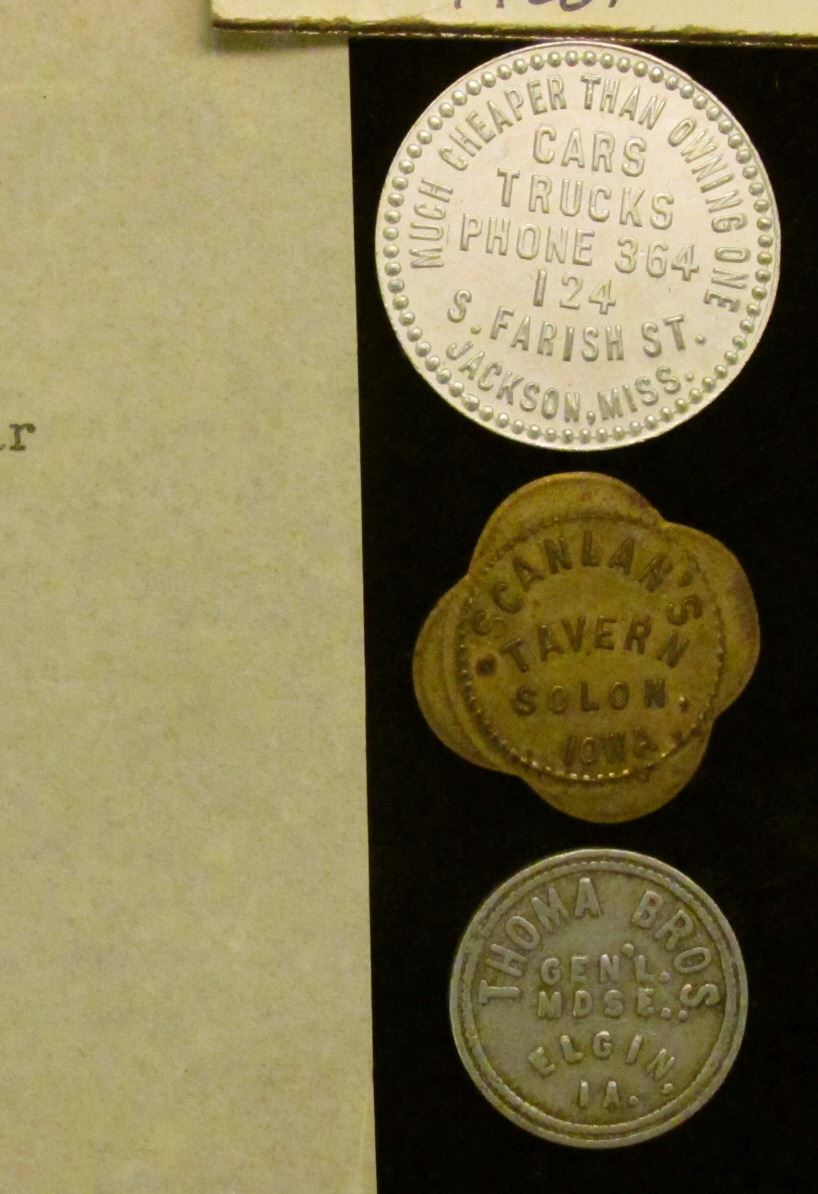 MUCH CHEAPER THAN OWNING ONE
CARS
TRUCKS
PHONE 364
124
S. FARISH ST.
JACKSON, MISS.
SCANLAN'S
TAVERN
SOLON,
IOWA
THOMA BROS.
GEN'L.
MDSE.,
ELGIN,
IA.